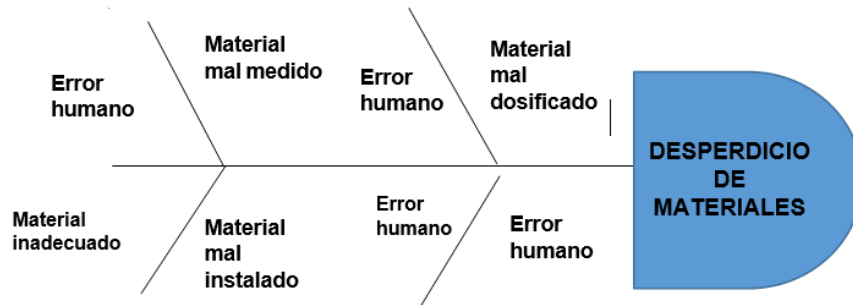 Error
humano
Material
mal medido
Error
humano
Material
mal
dosificado
DESPERDICIO
DE
MATERIALES
Material
inadecuado
Material
mal
instalado
Error
humano
Error
humano